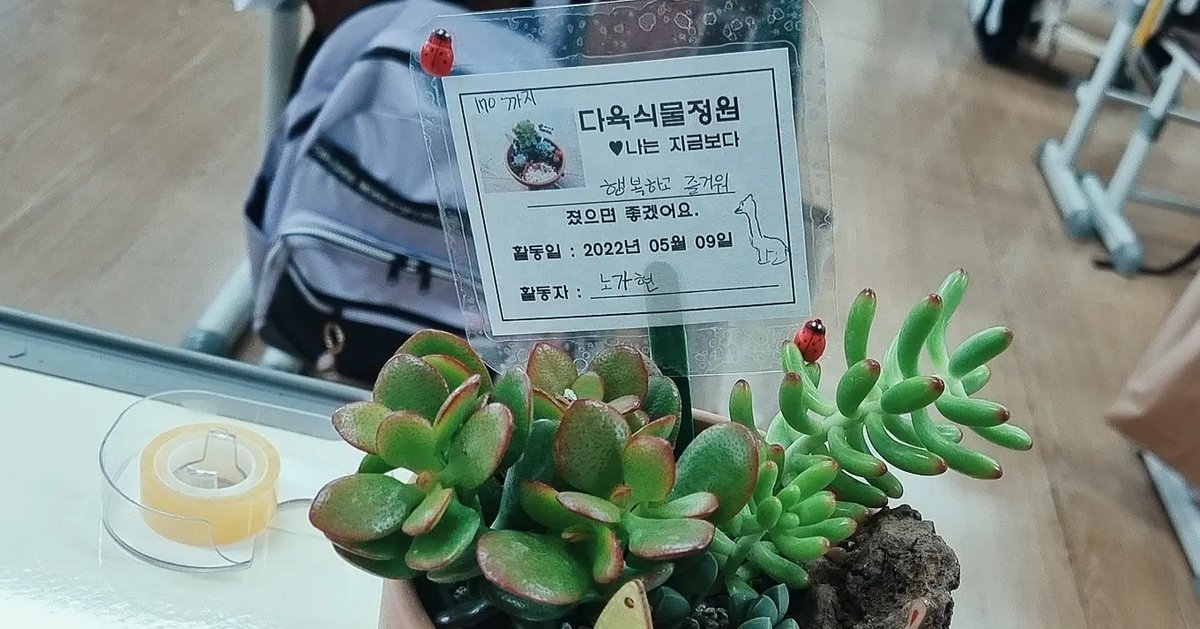 170 까지
다육식물정원
♥나는 지금보다
행복하고 즐거워
졌으면 좋겠어요.
활동일 : 2022년 05월 09일
활동자 : 노가현